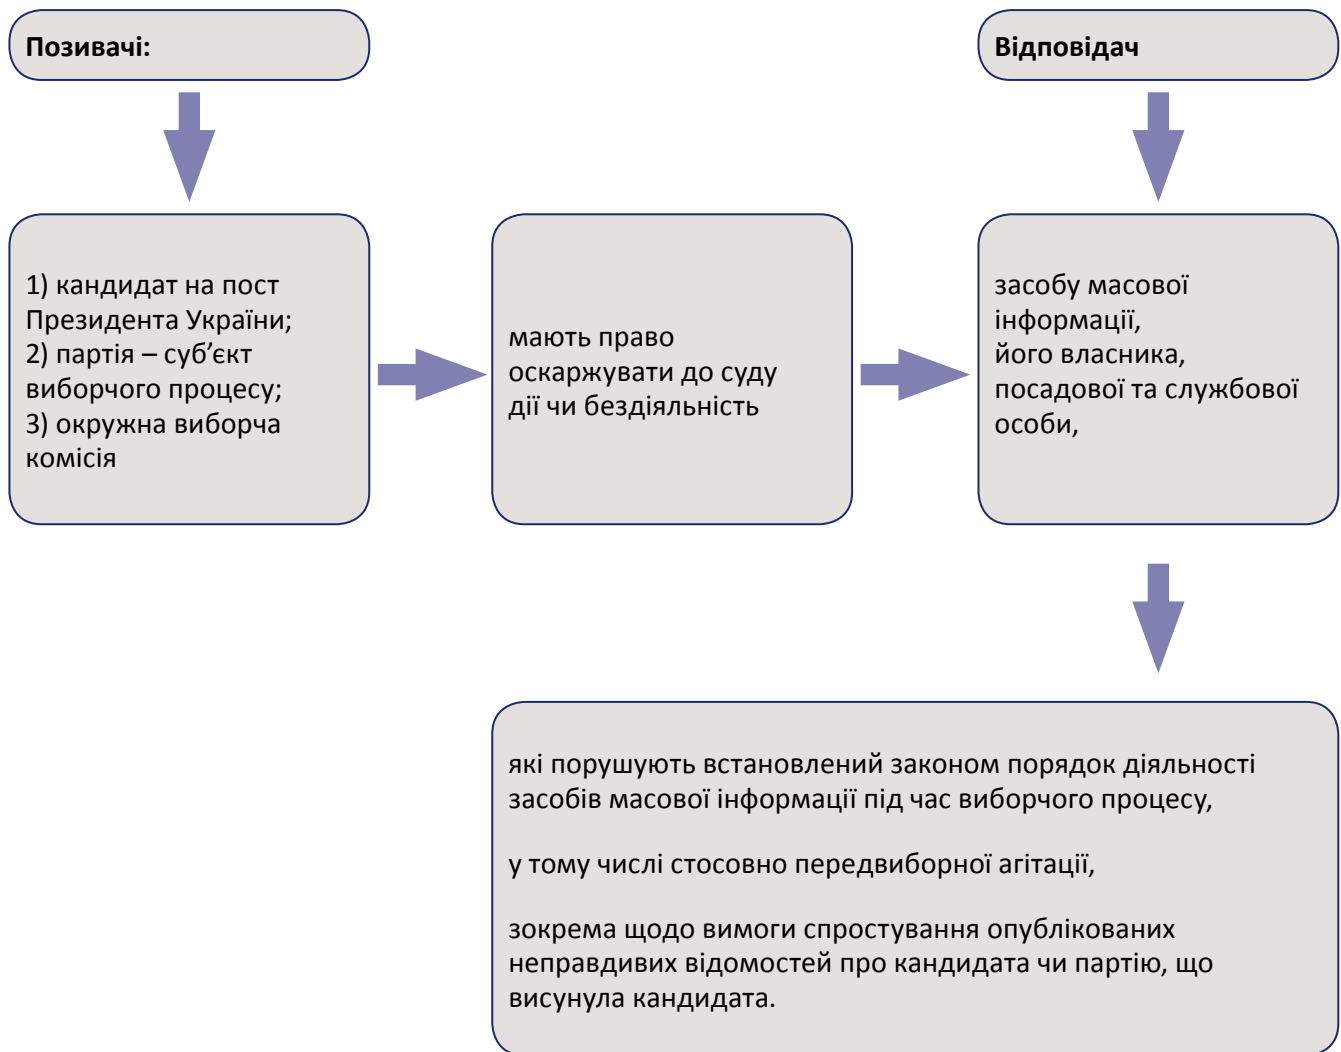 Позивачі:
Відповідач
1) кандидат на пост
Президента України;
2) партія – суб’єкт
виборчого процесу;
3) окружна виборча
комісія
мають право
оскаржувати до суду
дії чи бездіяльність
засобу масової
інформації,
його власника,
посадової та службової
особи,
які порушують встановлений законом порядок діяльності
засобів масової інформації під час виборчого процесу,
у тому числі стосовно передвиборної агітації,
зокрема щодо вимоги спростування опублікованих
неправдивих відомостей про кандидата чи партію, що
висунула кандидата.